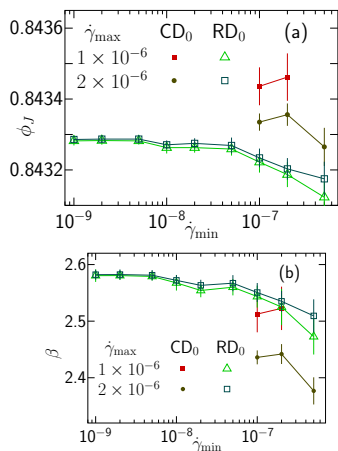 0.8436
γ̇max CD0 RD0 (a)
1 × 10−6
2 × 10−6
0.8434
ϕJ
0.8432
10−9 10−8 10−7
γ̇min
2.6 (b)
2.5
β
γ̇max CD0 RD0
1 × 10−6
2 × 10−6
2.4
10−9 10−8 10−7
γ̇min